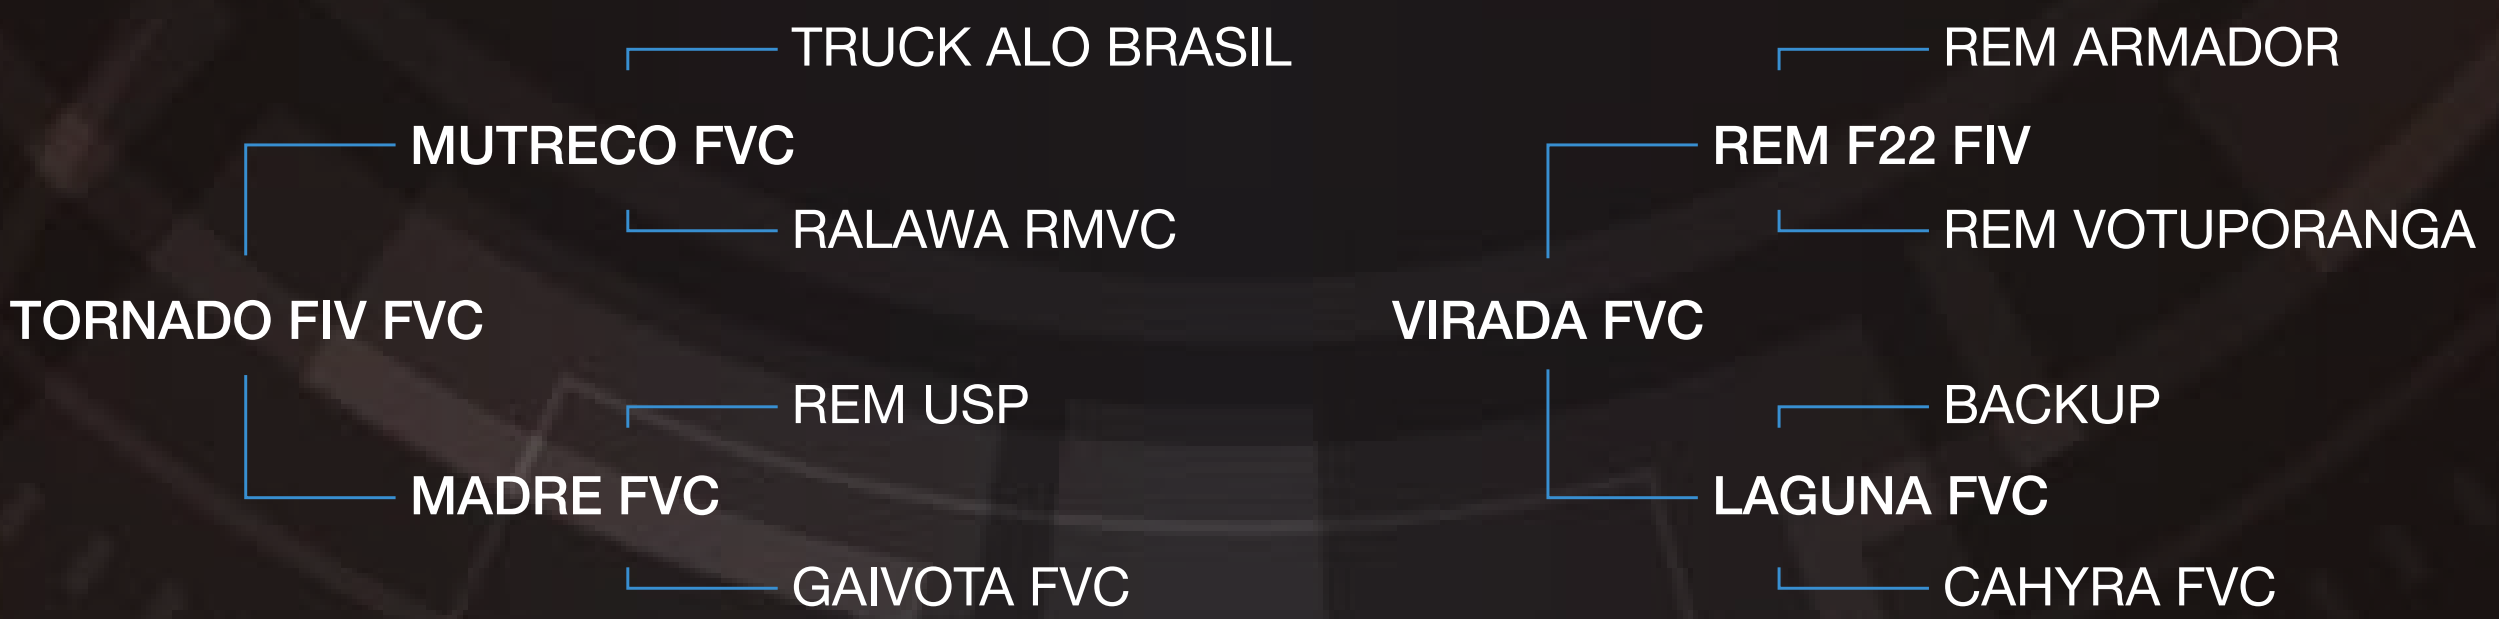 TRUCK ALO BRASIL
MUTRECO FVC
RALAWA RMVC
TORNADO FIV FVC
REM USP
MADRE FVC
GAIVOTA FVC
REM ARMADOR
REM F22 FIV
REM VOTUPORANGA
VIRADA FVC
BACKUP
LAGUNA FVC
CAHYRA FVC